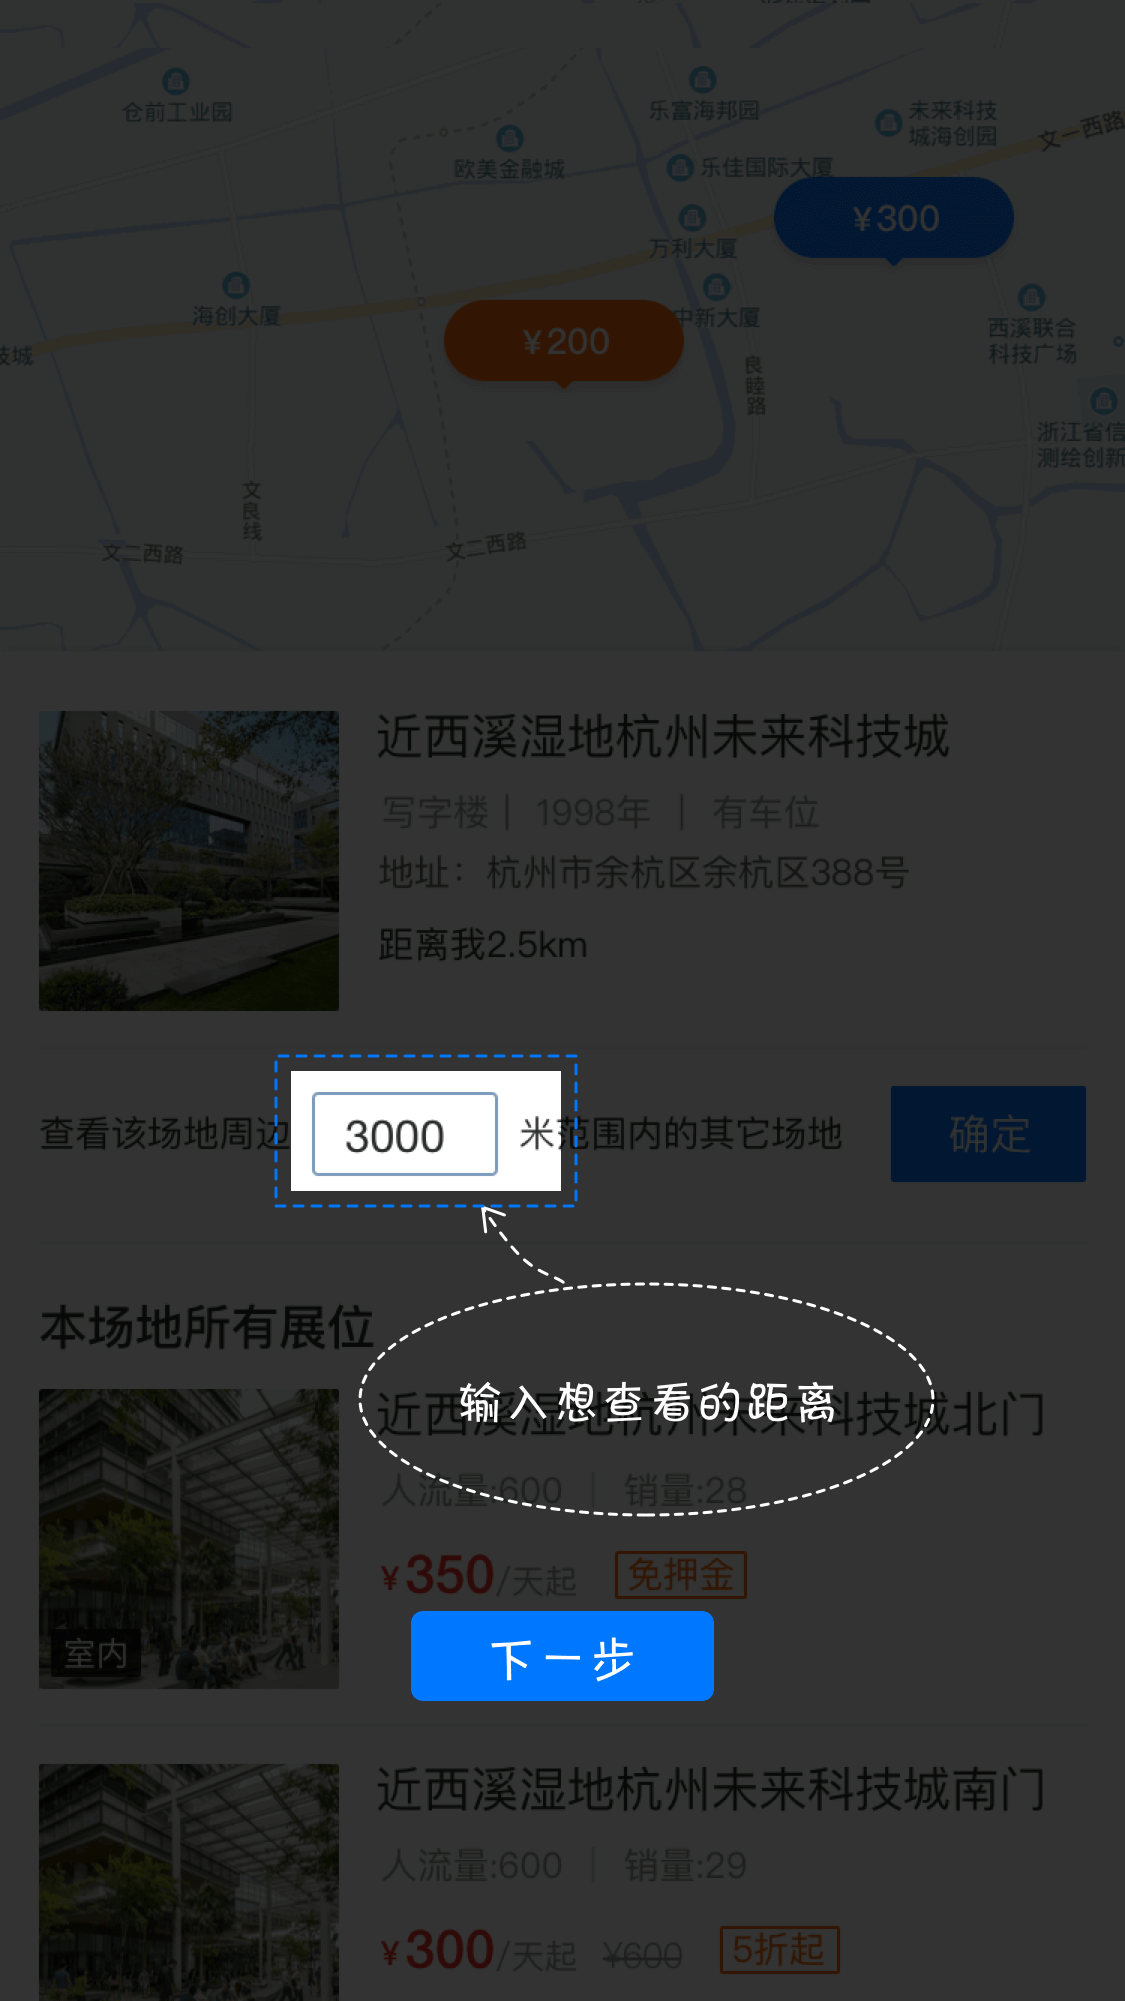 仓前工业园
乐富海邦园
未来科技
城海创园
文一西路
欧美金融城
乐佳国际大厦
¥300
万利大厦
海创大厦
中新大厦
西溪联合
科技广场
技城
¥200
良睦路
浙江省信
测绘创新
文良线
文二西路
文二西路
近西溪湿地杭州未来科技城
写字楼| 1998年 | 有车位
地址：杭州市余杭区余杭区388号
距离我2.5km
查看该场地周边 3000 米范围内的其它场地 确定
本场地所有展位
输入想查看的距离
近西溪湿地杭州未来科技城北门
人流量:600 | 销量:28
¥350/天起 免押金
室内
下一步
近西溪湿地杭州未来科技城南门
人流量:600 | 销量:29
¥300/天起 ¥600 5折起